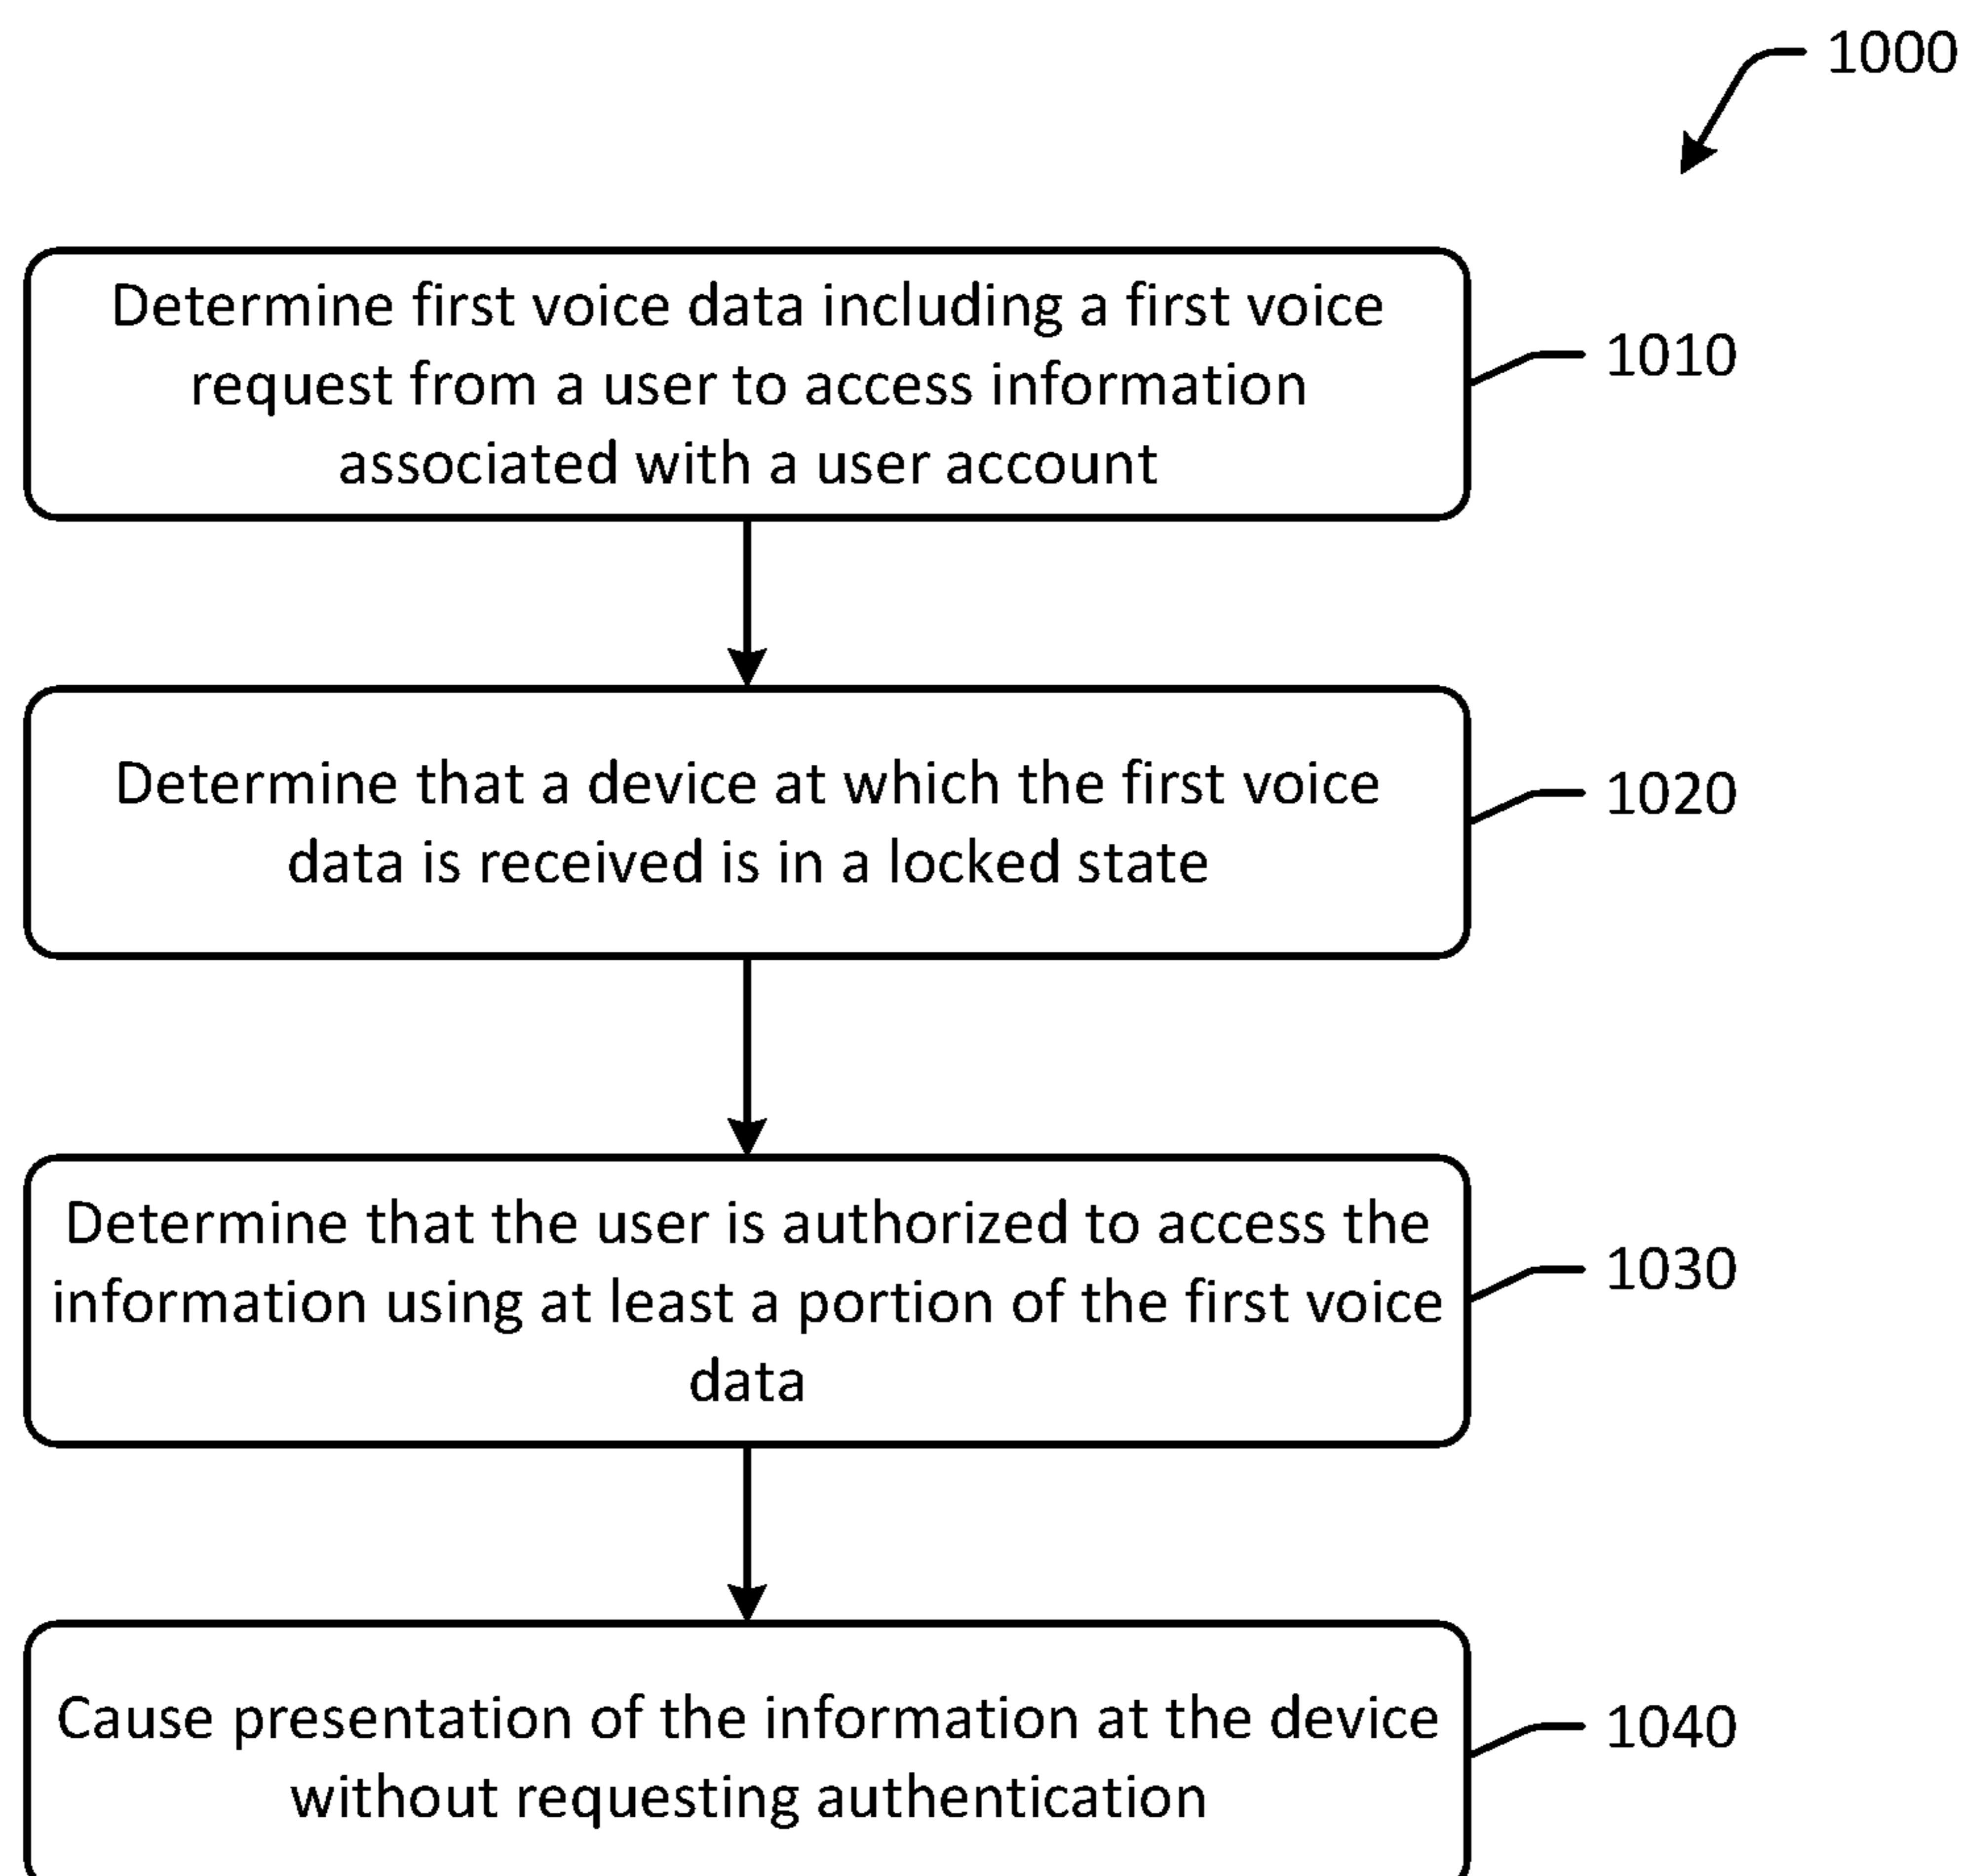 1000
Determine first voice data including a first voice
request from a user to access information
associated with a user account
1010
Determine that a device at which the first voice
data is received is in a locked state
1020
Determine that the user is authorized to access the
information using at least a portion of the first voice
data
1030
Cause presentation of the information at the device
without requesting authentication
1040